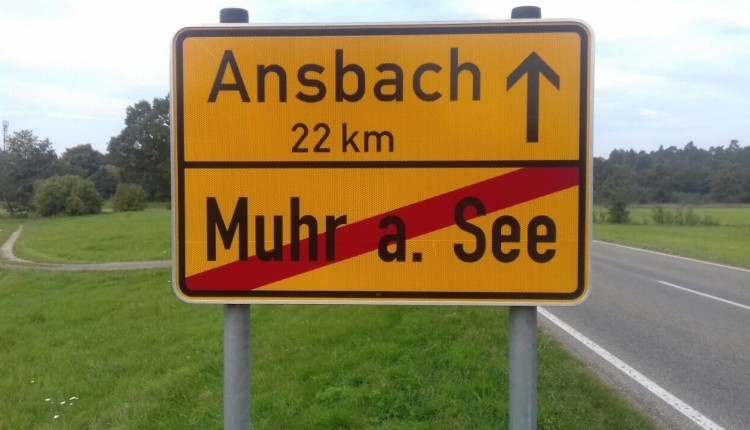 Ansbach
22 km
Muhr a. See